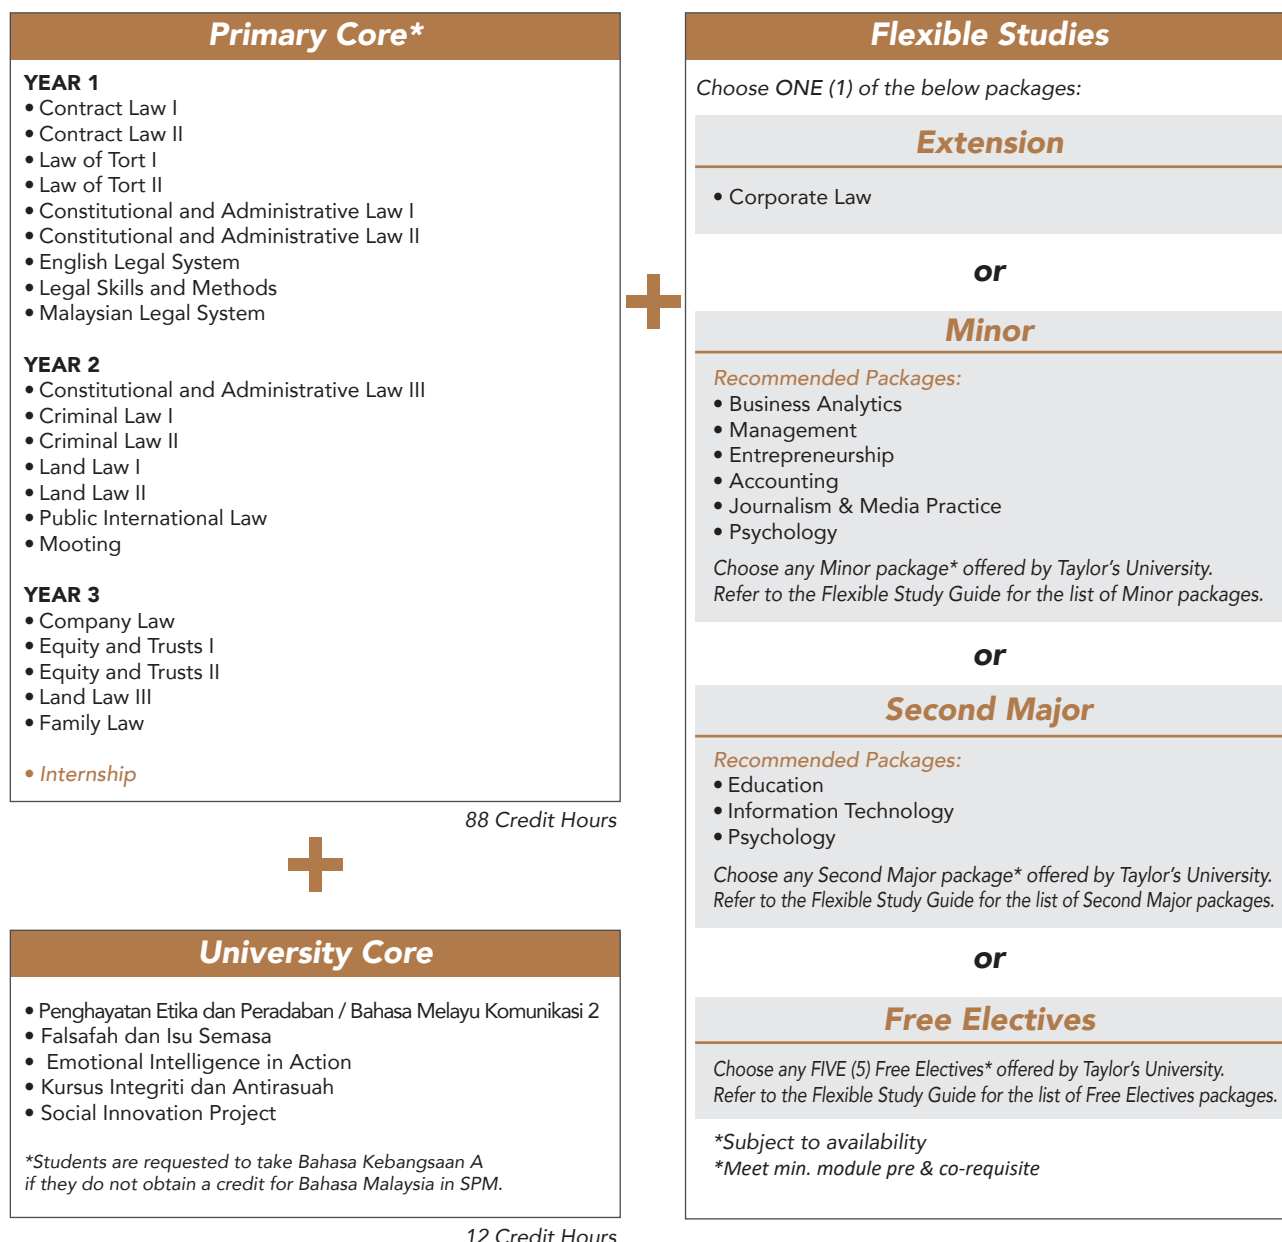 Primary Core*
YEAR 1
• Contract Law I
• Contract Law II
• Law of Tort I
• Law of Tort II
• Constitutional and Administrative Law I
• Constitutional and Administrative Law II
• English Legal System
• Legal Skills and Methods
• Malaysian Legal System
YEAR 2
• Constitutional and Administrative Law III
• Criminal Law I
• Criminal Law II
• Land Law I
• Land Law II
• Public International Law
• Mooting
YEAR 3
• Company Law
• Equity and Trusts I
• Equity and Trusts II
• Land Law III
• Family Law
• Internship
88 Credit Hours
+
University Core
• Penghayatan Etika dan Peradaban / Bahasa Melayu Komunikasi 2
• Falsafah dan Isu Semasa
• Emotional Intelligence in Action
• Kursus Integriti dan Antirasuah
• Social Innovation Project
*Students are requested to take Bahasa Kebangsaan A
if they do not obtain a credit for Bahasa Malaysia in SPM.
12 Credit Hours
+
Flexible Studies
Choose ONE (1) of the below packages:
Extension
• Corporate Law
or
Minor
Recommended Packages:
• Business Analytics
• Management
• Entrepreneurship
• Accounting
• Journalism & Media Practice
• Psychology
Choose any Minor package* offered by Taylor's University.
Refer to the Flexible Study Guide for the list of Minor packages.
or
Second Major
Recommended Packages:
• Education
• Information Technology
• Psychology
Choose any Second Major package* offered by Taylor's University.
Refer to the Flexible Study Guide for the list of Second Major packages.
or
Free Electives
Choose any FIVE (5) Free Electives* offered by Taylor's University.
Refer to the Flexible Study Guide for the list of Free Electives packages.
*Subject to availability
*Meet min. module pre & co-requisite